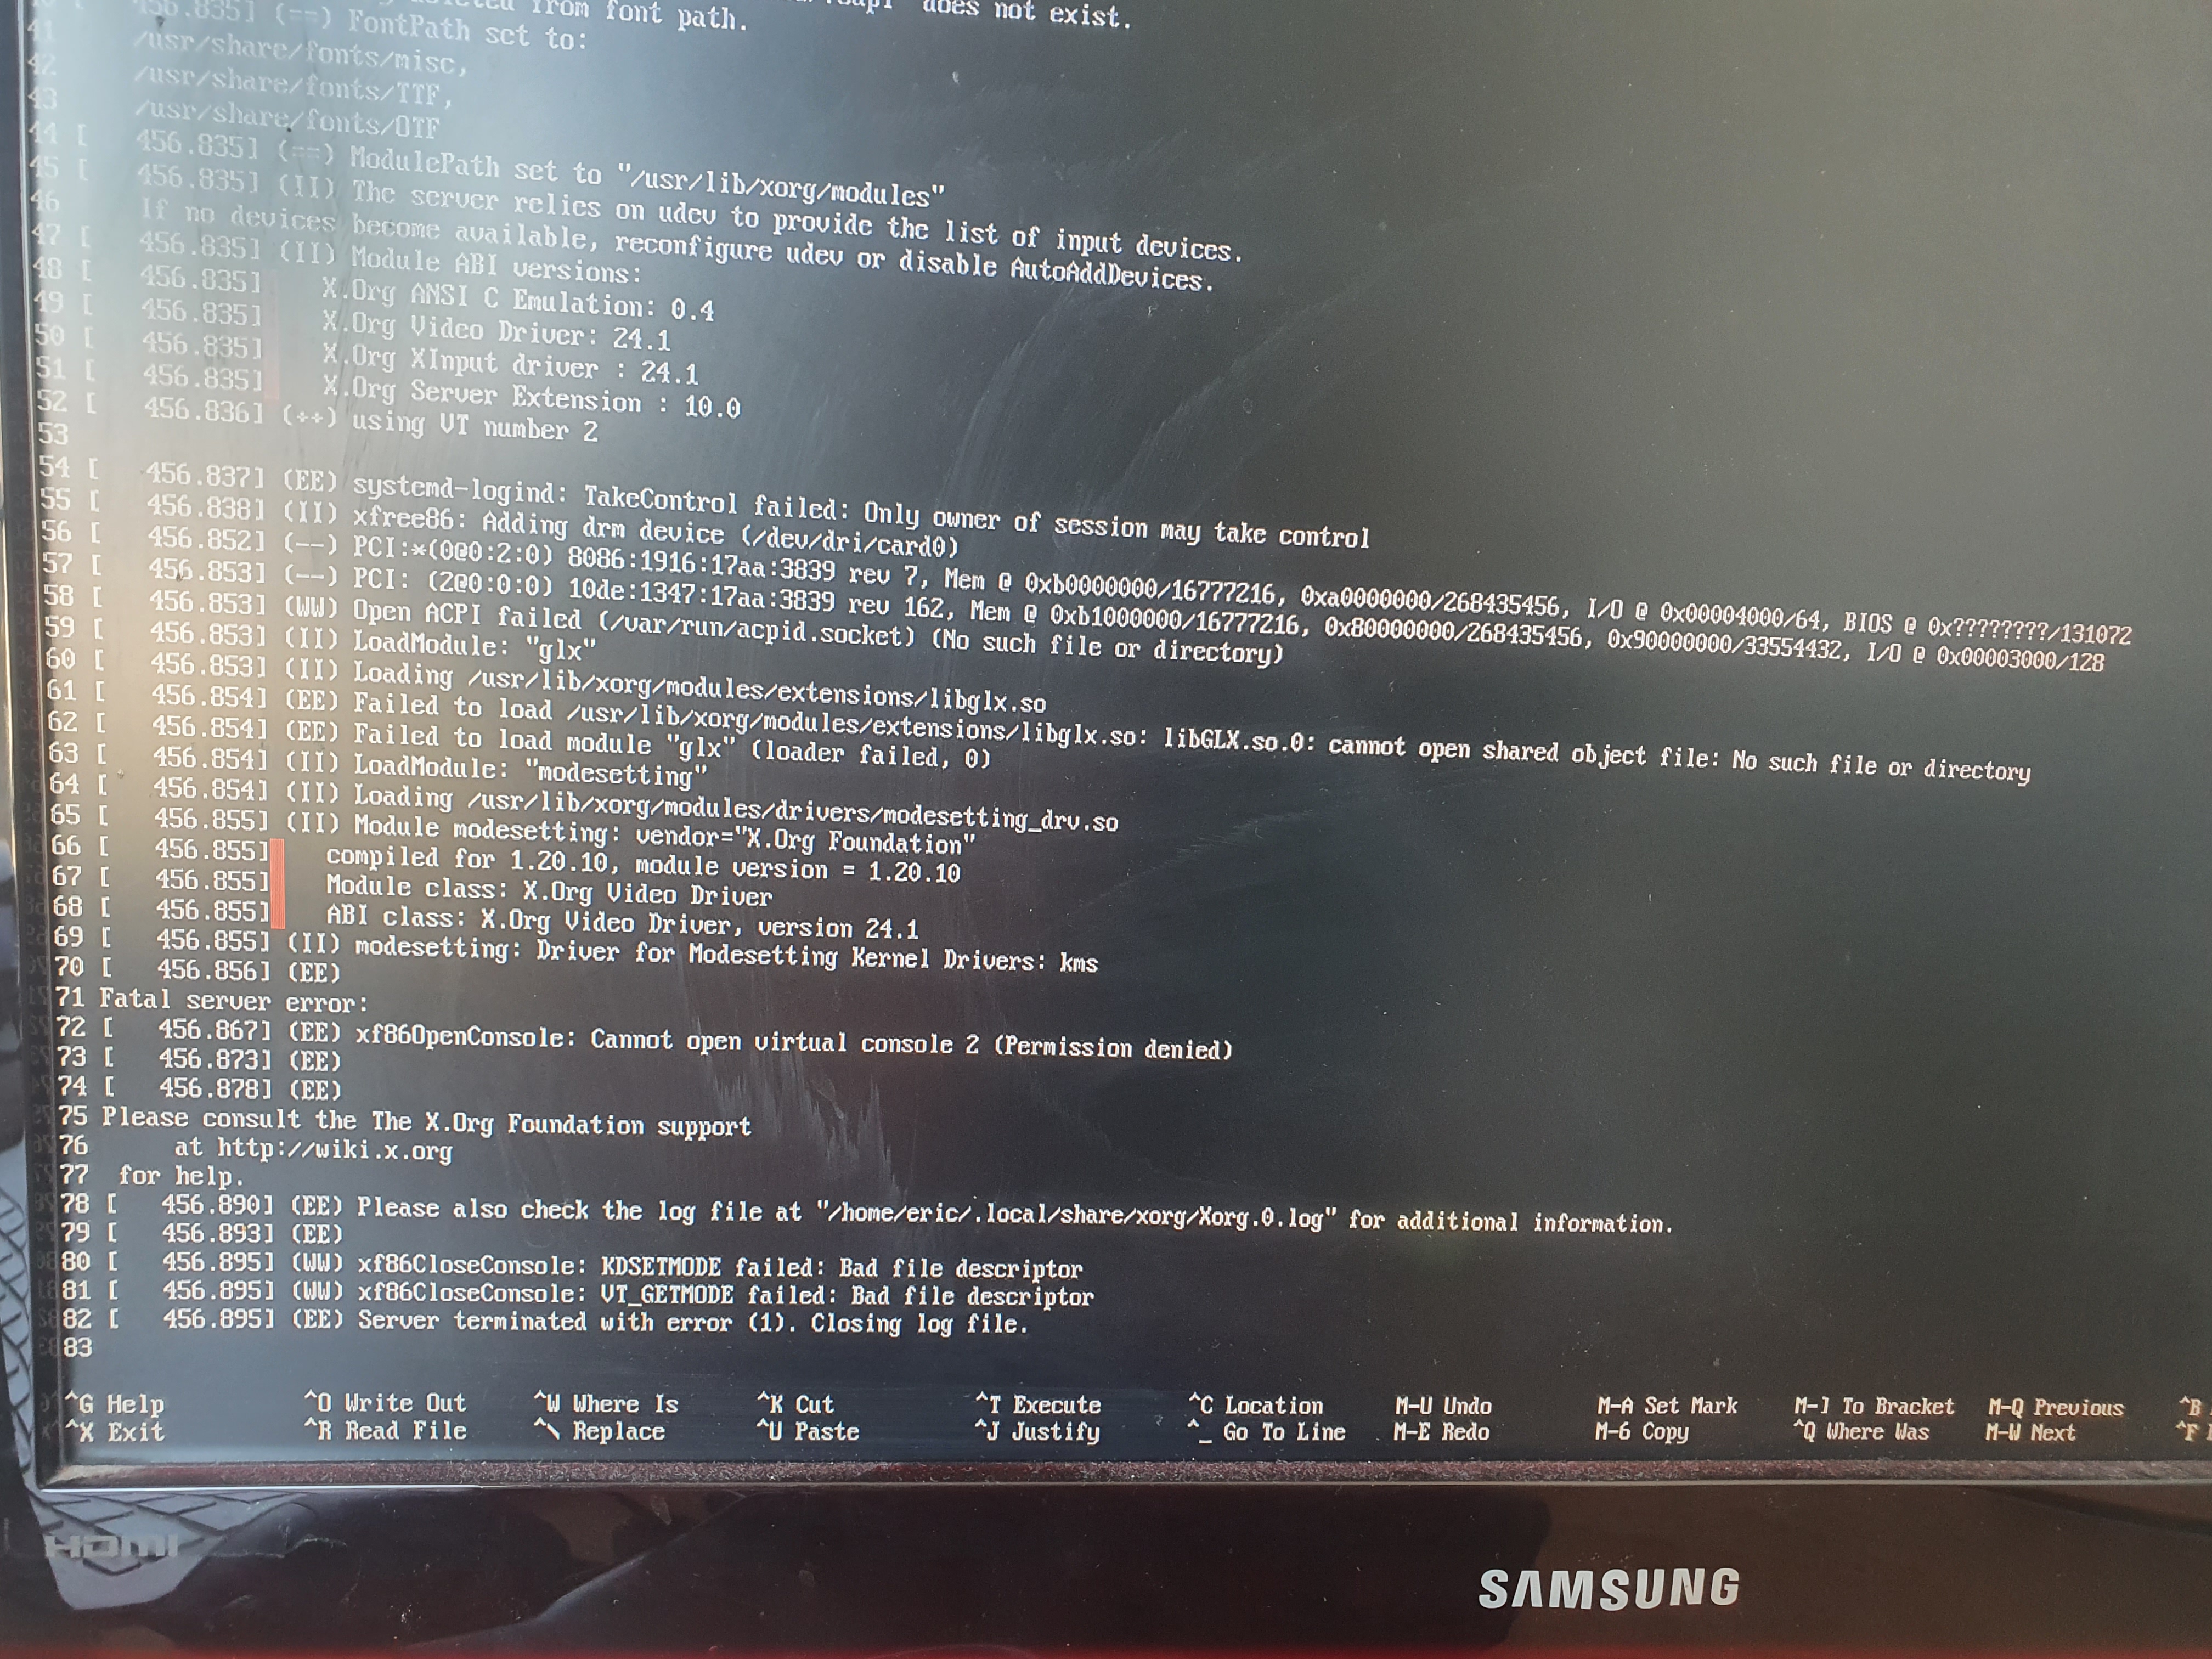 from font path. does not exist.
456.835] (==) FontPath set to:
41 /usr/share/fonts/misc,
42 /usr/share/fonts/TTF,
43 /usr/share/fonts/OTF
44 [ 456.835] (==) ModulePath set to "/usr/lib/xorg/modules"
45 [ 456.835] (II) The server relies on udev to provide the list of input devices.
46 If no devices become available, reconfigure udev or disable AutoAddDevices.
47 [ 456.835] (II) Module ABI versions:
48 [ 456.835] X.Org ANSI C Emulation: 0.4
49 [ 456.835] X.Org Video Driver: 24.1
50 [ 456.835] X.Org XInput driver : 24.1
51 [ 456.835] X.Org Server Extension : 10.0
52 [ 456.836] (++) using VT number 2
53
54 [ 456.837] (EE) systemd-logind: TakeControl failed: Only owner of session may take control
55 [ 456.838] (II) xfree86: Adding drm device (/dev/dri/card0)
56 [ 456.852] (--) PCI:*(0@0:2:0) 8086:1916:17aa:3839 rev 7, Mem @ 0xb0000000/16777216, 0xa0000000/268435456, I/O @ 0x00004000/64, BIOS @ 0x????????/131072
57 [ 456.853] (--) PCI: (2@0:0:0) 10de:1347:17aa:3839 rev 162, Mem @ 0xb1000000/16777216, 0x80000000/268435456, 0x90000000/33554432, I/O @ 0x00003000/128
58 [ 456.853] (WW) Open ACPI failed (/var/run/acpid.socket) (No such file or directory)
59 [ 456.853] (II) LoadModule: "glx"
60 [ 456.853] (II) Loading /usr/lib/xorg/modules/extensions/libglx.so
61 [ 456.854] (EE) Failed to load /usr/lib/xorg/modules/extensions/libglx.so: libGLX.so.0: cannot open shared object file: No such file or directory
62 [ 456.854] (EE) Failed to load module "glx" (loader failed, 0)
63 [ 456.854] (II) LoadModule: "modesetting"
64 [ 456.854] (II) Loading /usr/lib/xorg/modules/drivers/modesetting_drv.so
65 [ 456.855] (II) Module modesetting: vendor="X.Org Foundation"
66 [ 456.855] compiled for 1.20.10, module version = 1.20.10
67 [ 456.855] Module class: X.Org Video Driver
68 [ 456.855] ABI class: X.Org Video Driver, version 24.1
69 [ 456.855] (II) modesetting: Driver for Modesetting Kernel Drivers: kms
70 [ 456.856] (EE)
71 Fatal server error:
72 [ 456.867] (EE) xf86OpenConsole: Cannot open virtual console 2 (Permission denied)
73 [ 456.873] (EE)
74 [ 456.878] (EE)
75 Please consult the The X.Org Foundation support
76 at http://wiki.x.org
77 for help.
78 [ 456.890] (EE) Please also check the log file at "/home/eric/.local/share/xorg/Xorg.0.log" for additional information.
79 [ 456.893] (EE)
80 [ 456.895] (WW) xf86CloseConsole: KDSETMODE failed: Bad file descriptor
81 [ 456.895] (WW) xf86CloseConsole: VT_GETMODE failed: Bad file descriptor
82 [ 456.895] (EE) Server terminated with error (1). Closing log file.
83
^G Help ^O Write Out ^W Where Is ^K Cut ^T Execute ^C Location M-U Undo M-A Set Mark M-] To Bracket M-Q Previous ^B
^X Exit ^R Read File ^\ Replace ^U Paste ^J Justify ^_ Go To Line M-E Redo M-6 Copy ^Q Where Was M-W Next ^F
HDMI
SAMSUNG